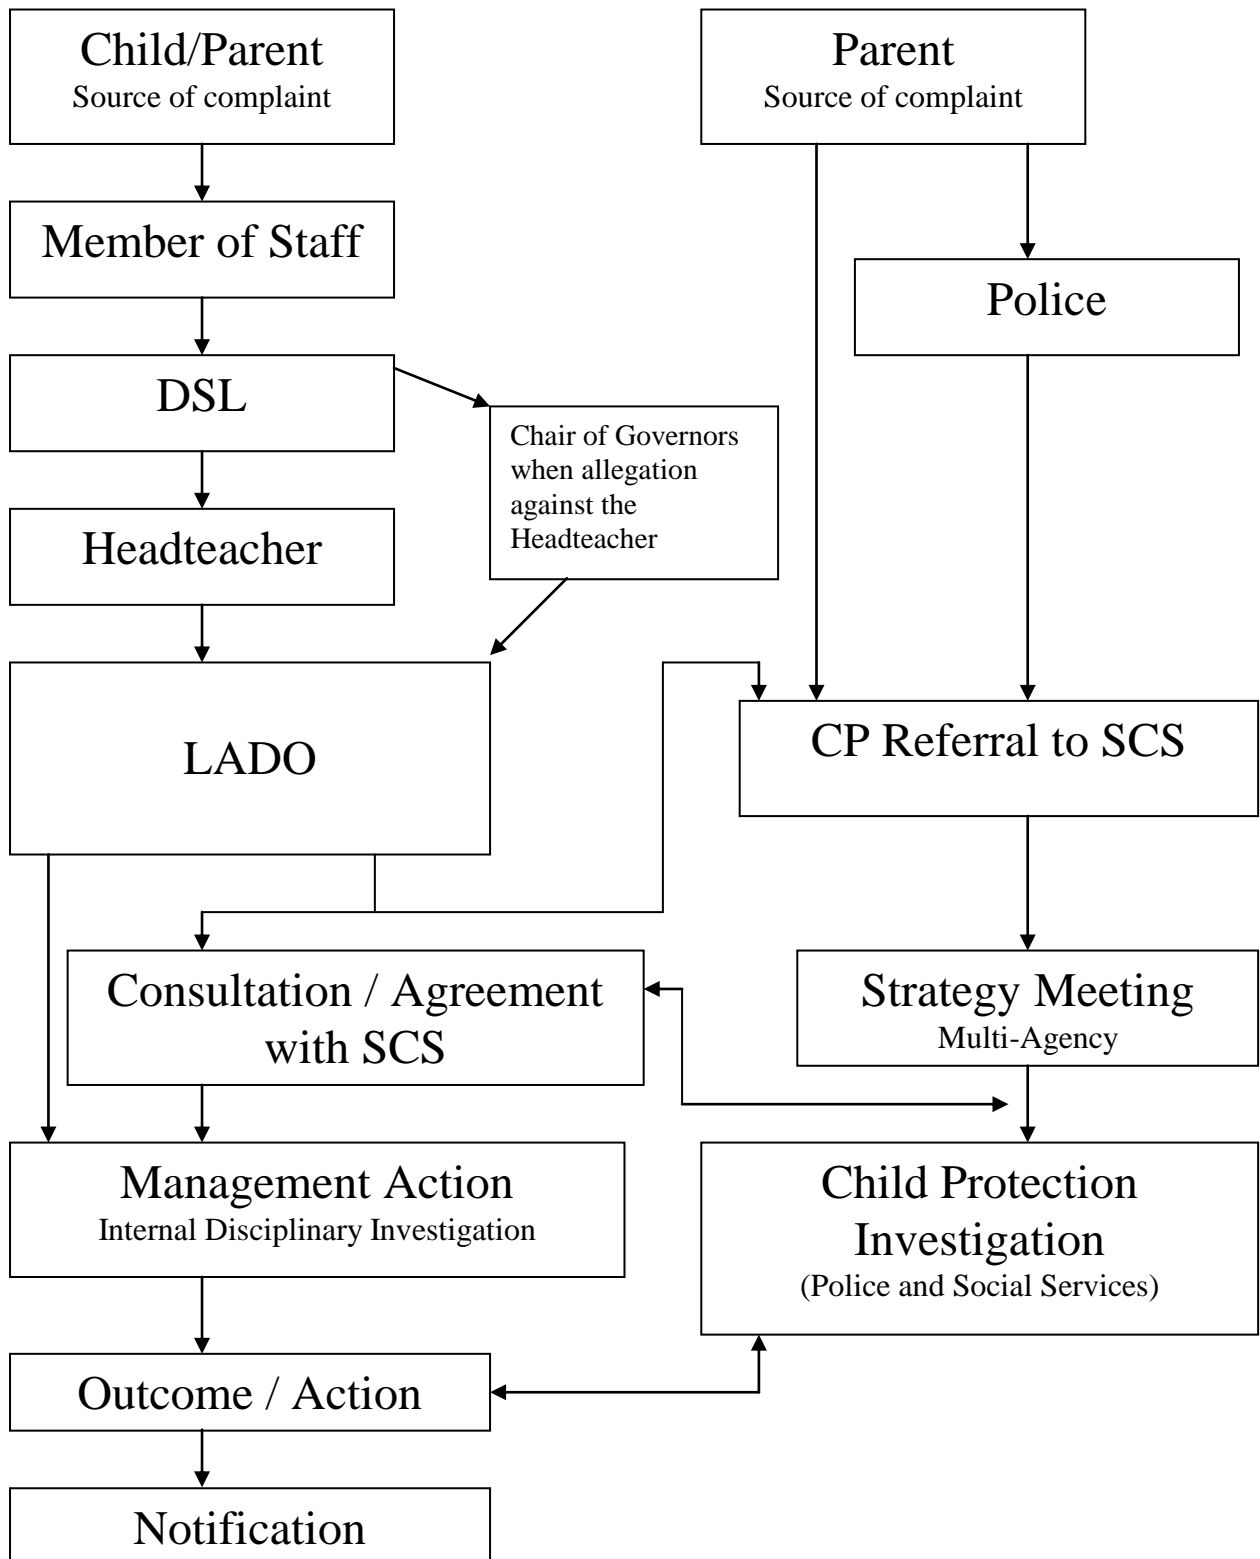 Child/Parent
Source of complaint
Parent
Source of complaint
Member of Staff
Police
DSL
Chair of Governors
when allegation
against the
Headteacher
Headteacher
LADO
CP Referral to SCS
Consultation / Agreement
with SCS
Strategy Meeting
Multi-Agency
Management Action
Internal Disciplinary Investigation
Child Protection
Investigation
(Police and Social Services)
Outcome / Action
Notification